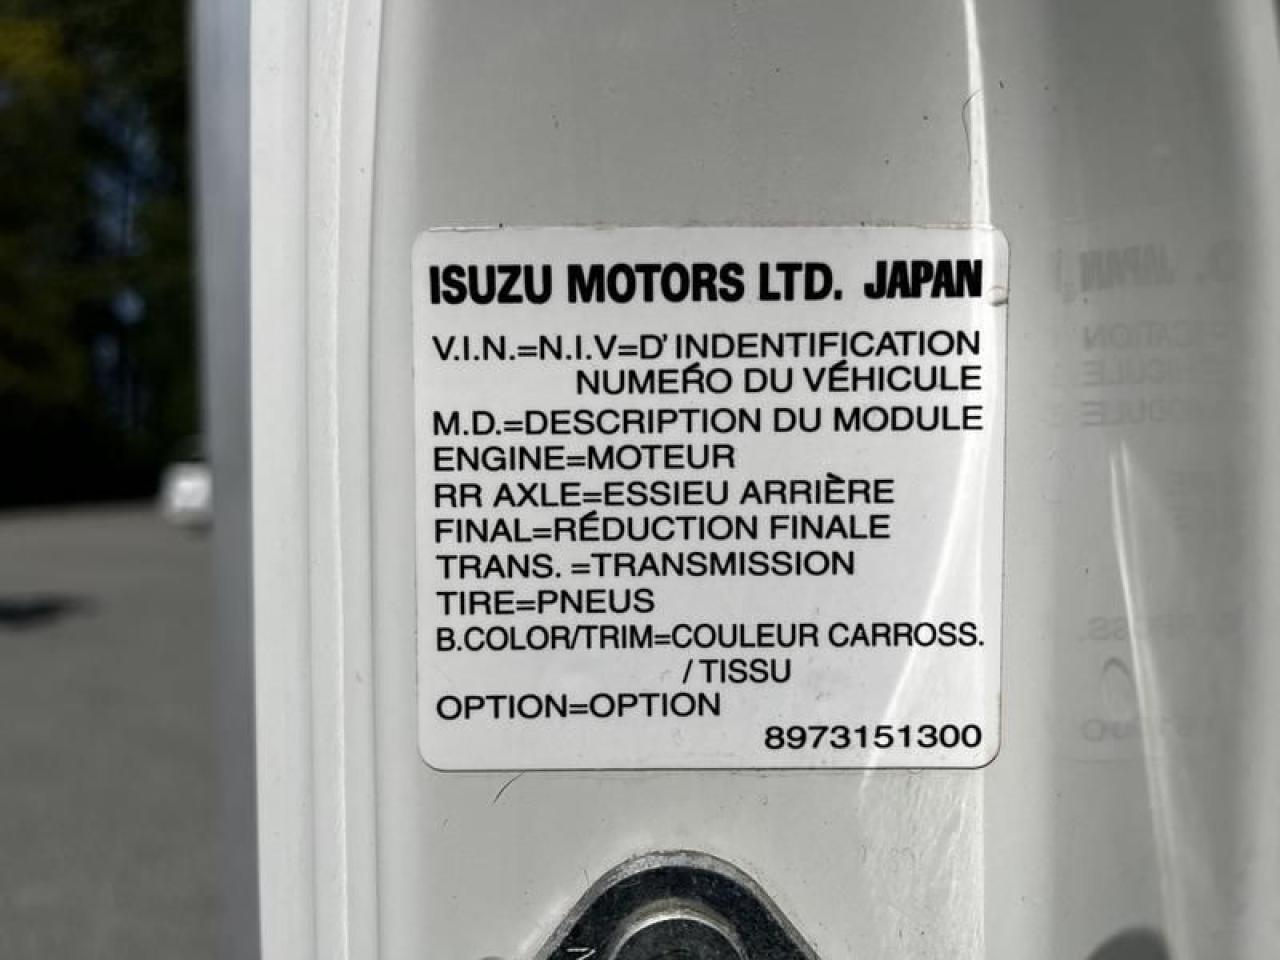 ISUZU MOTORS LTD. JAPAN
V.I.N.=N.I.V=D'INDENTIFICATION
NUMEŔO DU VÉHICULE
M.D.=DESCRIPTION DU MODULE
ENGINE=MOTEUR
RR AXLE=ESSIEU ARRIÈRE
FINAL=RÉDUCTION FINALE
TRANS. =TRANSMISSION
TIRE=PNEUS
B.COLOR/TRIM=COULEUR CARROSS.
/ TISSU
OPTION=OPTION
8973151300